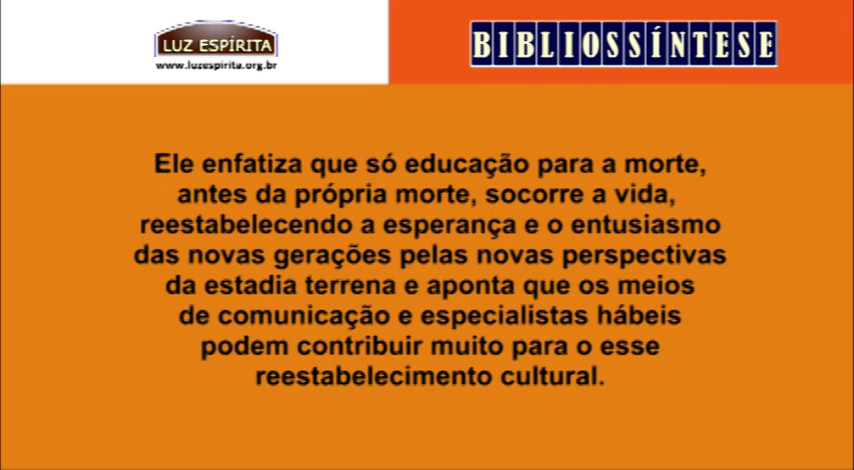 LUZ ESPÍRITA
www.luzespirita.org.br
BIBLIOSSÍNTESE
Ele enfatiza que só educação para a morte,
antes da própria morte, socorre a vida,
reestabelecendo a esperança e o entusiasmo
das novas gerações pelas novas perspectivas
da estadia terrena e aponta que os meios
de comunicação e especialistas hábeis
podem contribuir muito para o esse
reestabelecimento cultural.